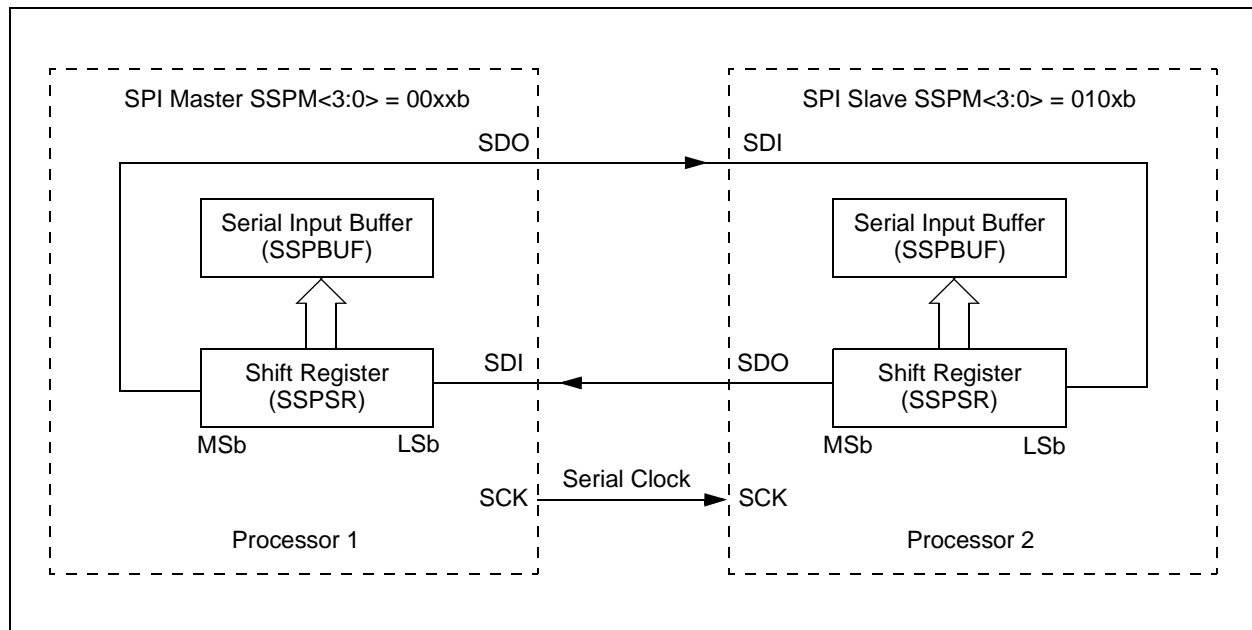 SPI Master SSPM<3:0> = 00xxb
SPI Slave SSPM<3:0> = 010xb
SDO
SDI
Serial Input Buffer
(SSPBUF)
Serial Input Buffer
(SSPBUF)
SDI
SDO
Shift Register
(SSPSR)
Shift Register
(SSPSR)
MSb
LSb
MSb
LSb
Serial Clock
SCK
SCK
Processor 1
Processor 2